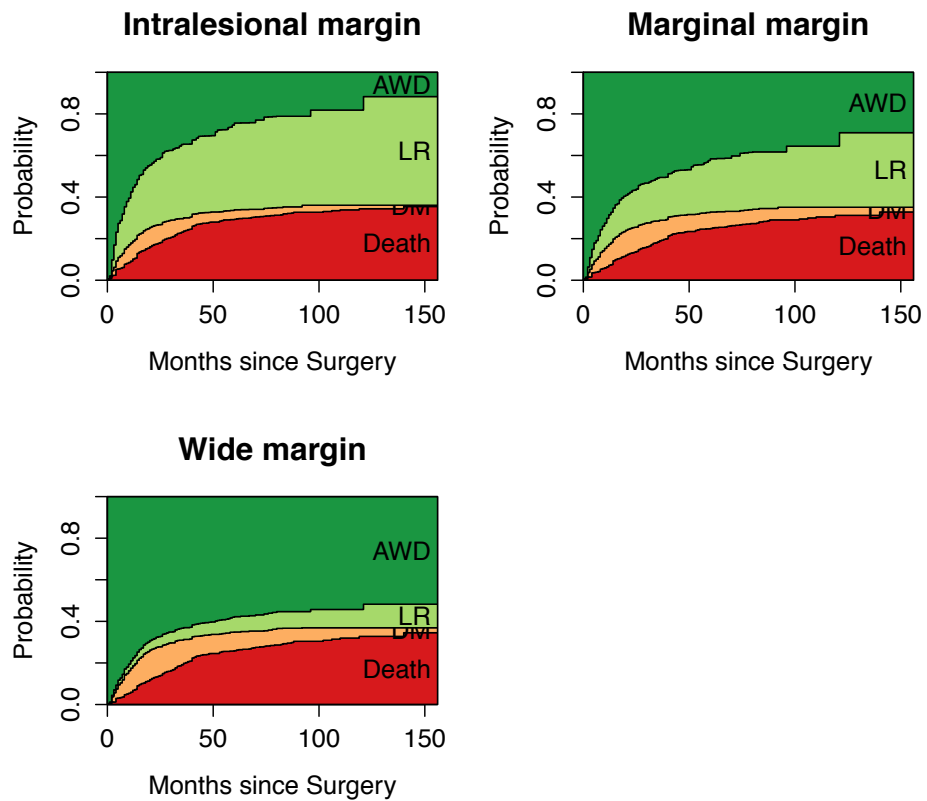 Intralesional margin
Probability
0.8
0.4
0.0
AWD
LR
DM
Death
0 50 100 150
Months since Surgery
Marginal margin
Probability
0.8
0.4
0.0
AWD
LR
DM
Death
0 50 100 150
Months since Surgery
Wide margin
Probability
0.8
0.4
0.0
AWD
LR
DM
Death
0 50 100 150
Months since Surgery